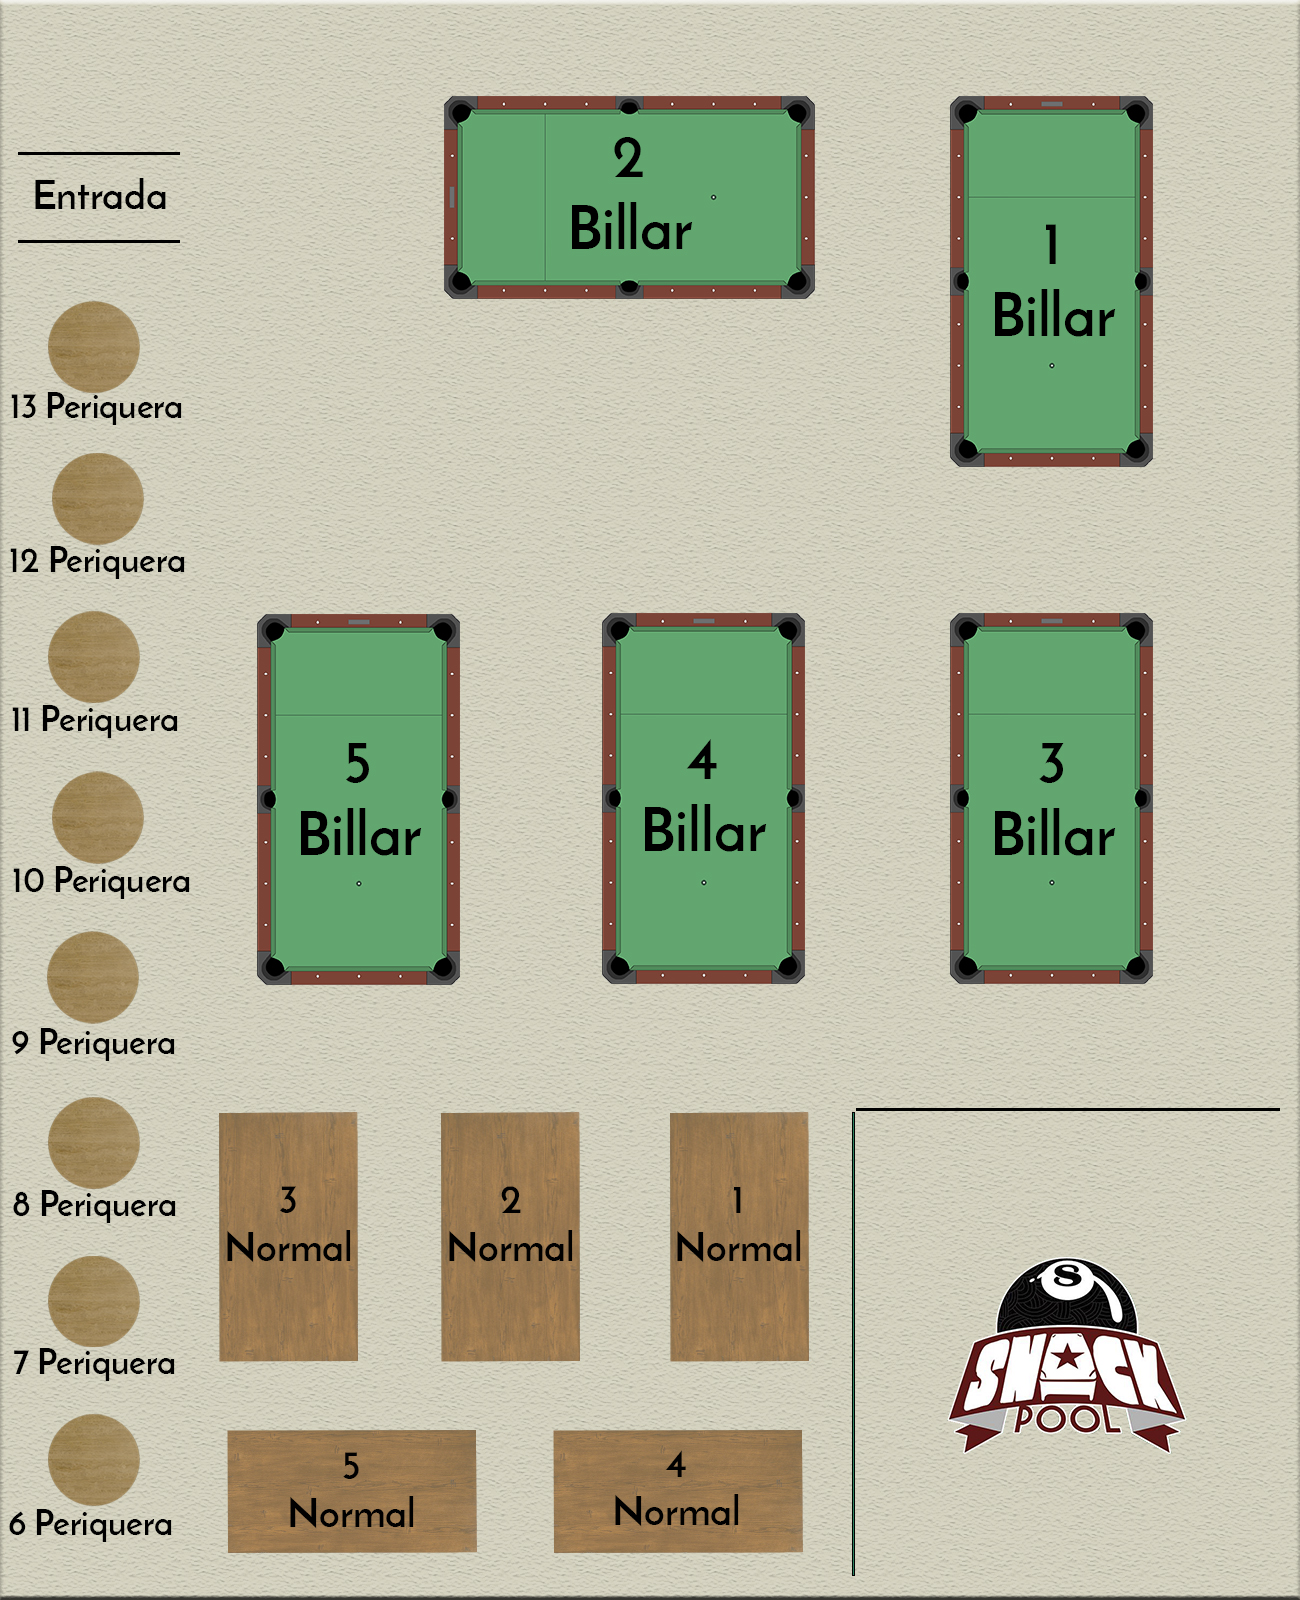 2
Billar
1
Billar
Entrada
13 Periquera
12 Periquera
11 Periquera
10 Periquera
9 Periquera
8 Periquera
7 Periquera
6 Periquera
5
Billar
4
Billar
3
Billar
3
Normal
2
Normal
1
Normal
5
Normal
4
Normal
S
SNACK
POOL